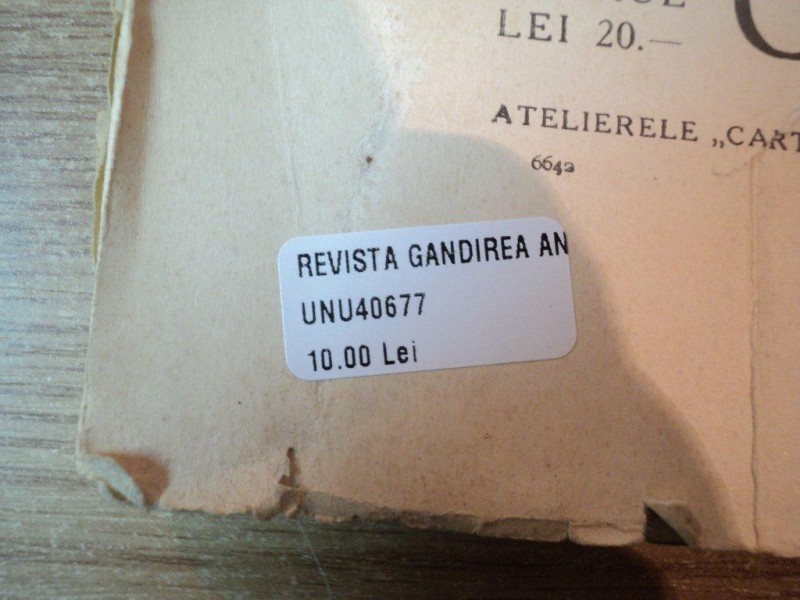 LEI 20.—
ATELIERELE „CART
6642
REVISTA GANDIREA AN
UNU40677
10.00 Lei